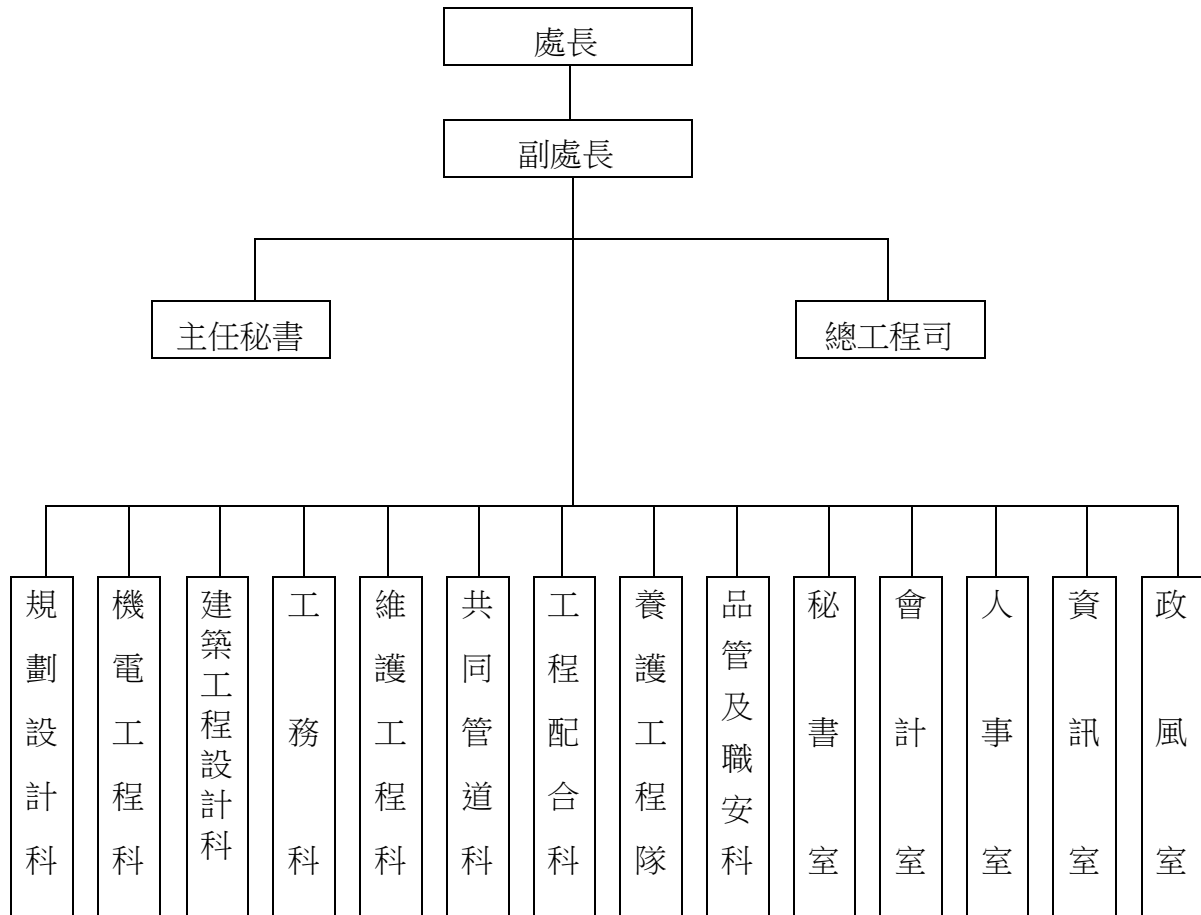 處長
副處長
主任秘書
總工程司
規劃設計科
機電工程科
建築工程設計科
工務科
維護工程科
共同管道科
工程配合科
養護工程隊
品管及職安科
秘書室
會計室
人事室
資訊室
政風室